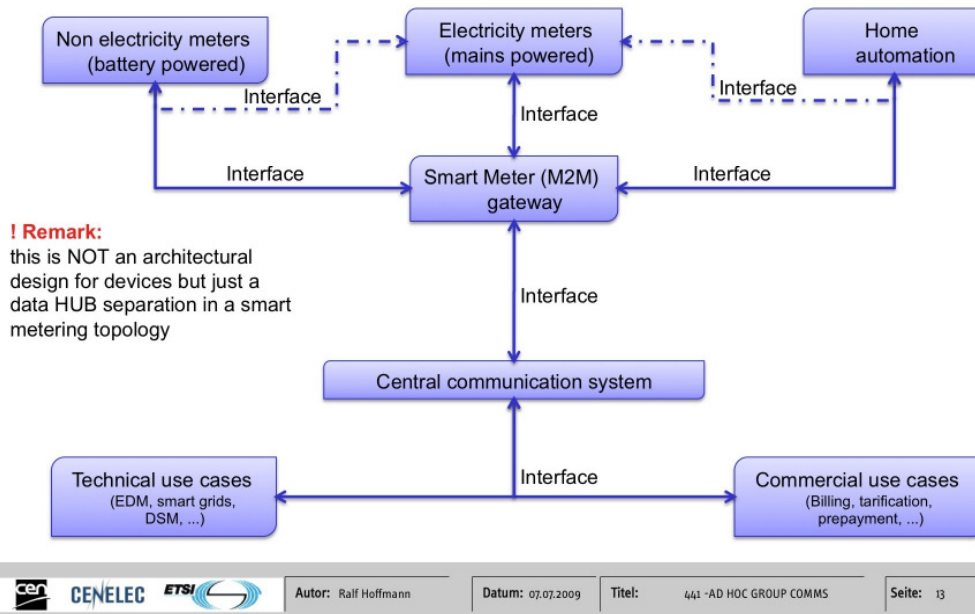 Non electricity meters
(battery powered)
Electricity meters
(mains powered)
Home
automation
Interface
Interface
Interface
Interface
Smart Meter (M2M)
gateway
Interface
! Remark:
this is NOT an architectural
design for devices but just a
data HUB separation in a smart
metering topology
Interface
Central communication system
Technical use cases
(EDM, smart grids,
DSM, ...)
Interface
Commercial use cases
(Billing, tarification,
prepayment, ...)
cen
CENELEC
ETSI
Autor: Ralf Hoffmann
Datum: 07.07.2009
Titel: 441 -AD HOC GROUP COMMS
Seite: 13